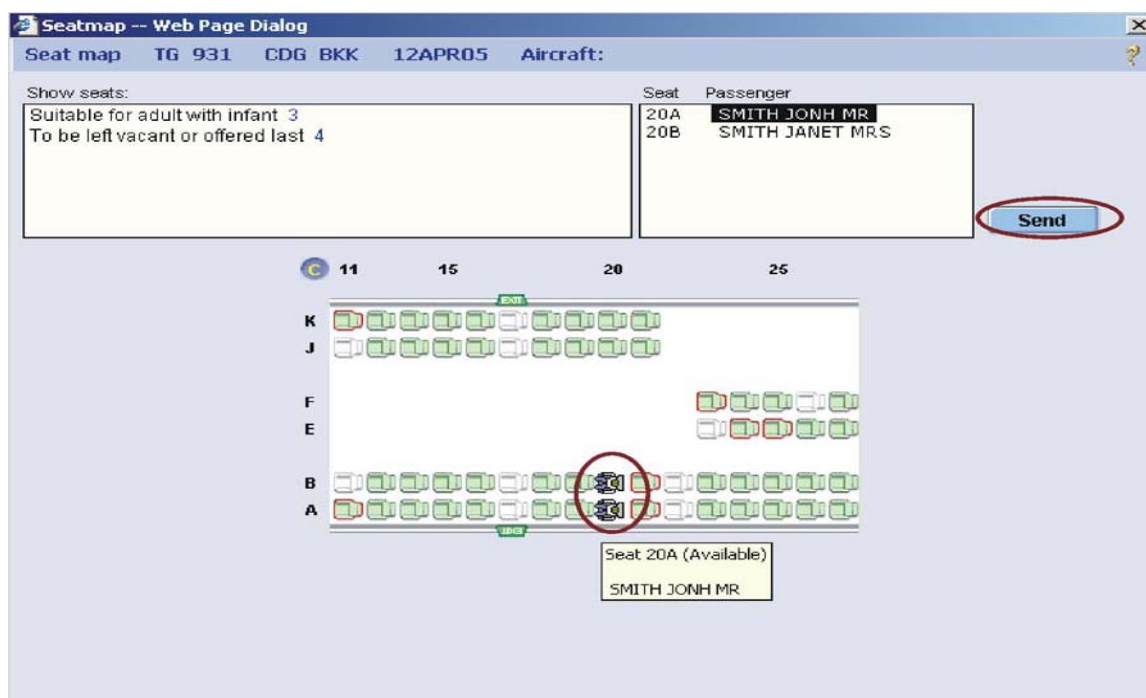 Seatmap -- Web Page Dialog
Seat map TG 931 CDG BKK 12APR05 Aircraft:
Show seats:
Suitable for adult with infant 3
To be left vacant or offered last 4
Seat Passenger
20A SMITH JONH MR
20B SMITH JANET MRS
Send
C 11 15 20 25
EXIT
K
J
F
E
B
A
Seat 20A (Available)
SMITH JONH MR